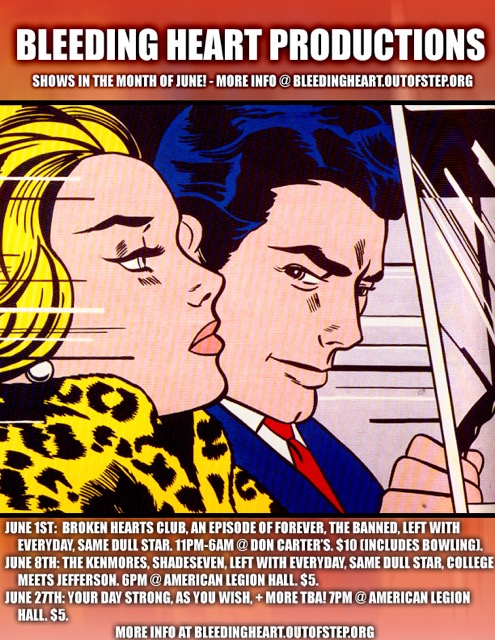 BLEEDING HEART PRODUCTIONS
SHOWS IN THE MONTH OF JUNE! - MORE INFO @ BLEEDINGHEART.OUTOFSTEP.ORG
JUNE 1ST: BROKEN HEARTS CLUB, AN EPISODE OF FOREVER, THE BANNED, LEFT WITH
EVERYDAY, SAME DULL STAR. 11PM-6AM @ DON CARTER'S. $10 (INCLUDES BOWLING).
JUNE 8TH: THE KENMORES, SHADESEVEN, LEFT WITH EVERYDAY, SAME DULL STAR, COLLEGE
MEETS JEFFERSON. 6PM @ AMERICAN LEGION HALL. $5.
JUNE 27TH: YOUR DAY STRONG, AS YOU WISH, + MORE TBA! 7PM @ AMERICAN LEGION
HALL. $5.
MORE INFO AT BLEEDINGHEART.OUTOFSTEP.ORG